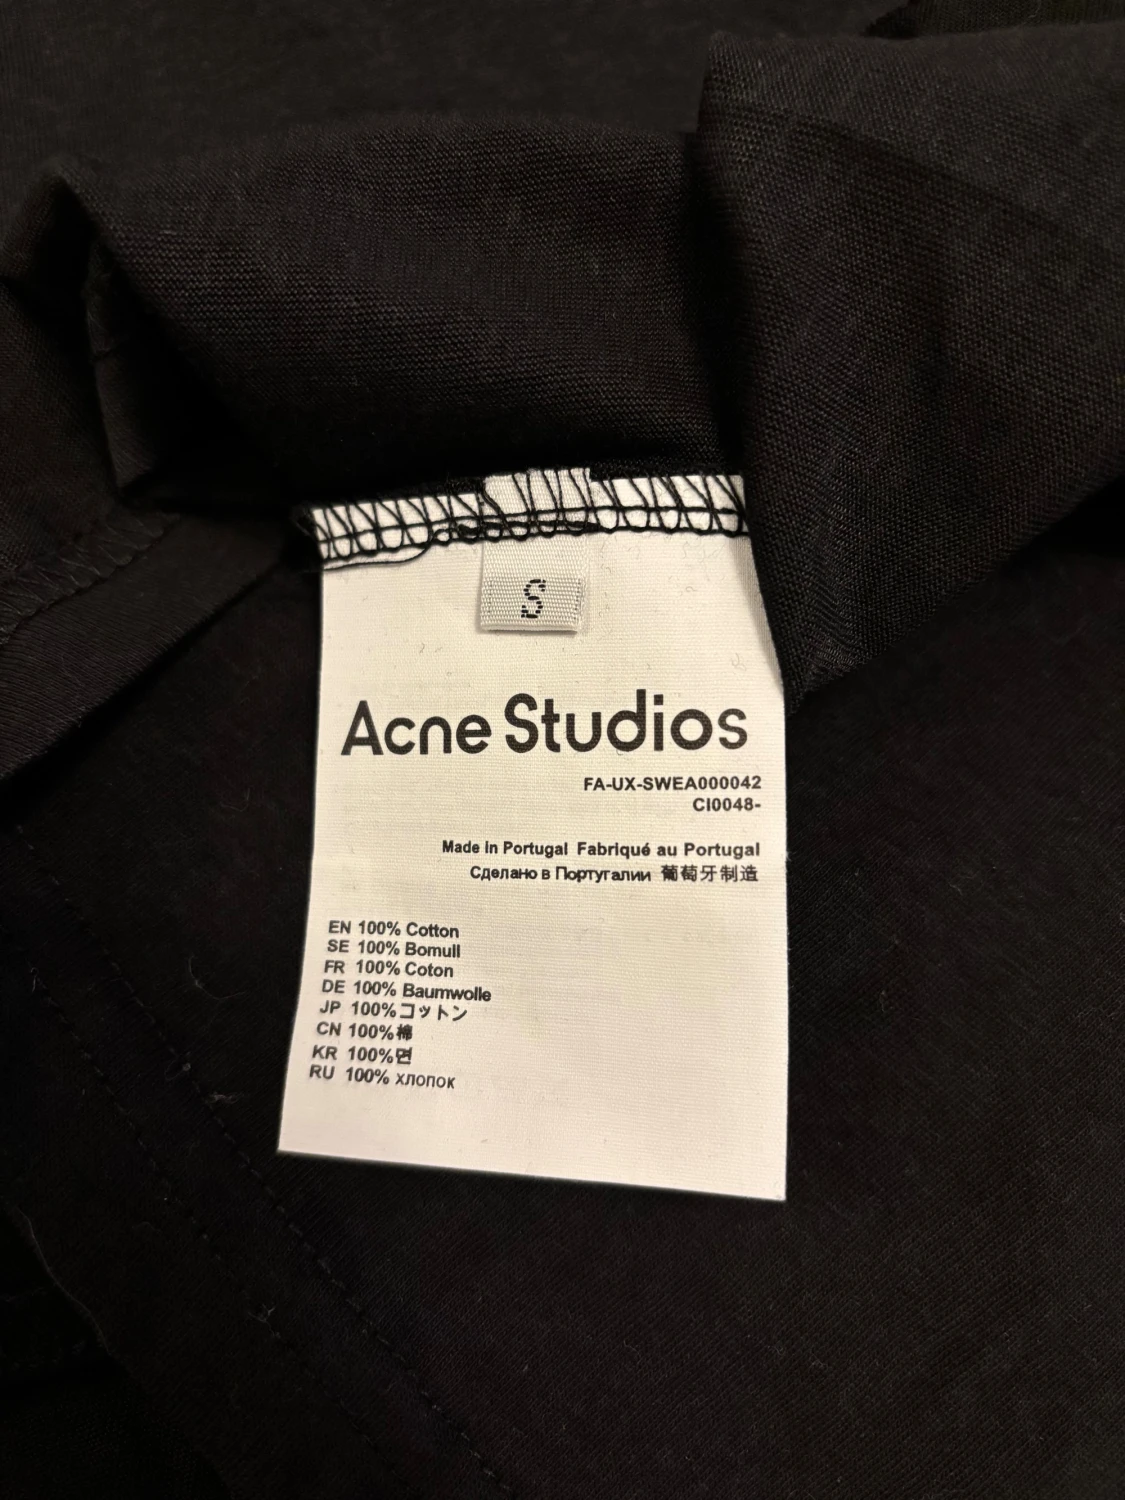 S
Acne Studios
FA-UX-SWEA000042
CI0048-
Made in Portugal Fabriqué au Portugal
Сделано в Португалии 葡萄牙制造
EN 100% Cotton
SE 100% Bomull
FR 100% Coton
DE 100% Baumwolle
JP 100%コットン
CN 100%棉
KR 100%면
RU 100% хлопок